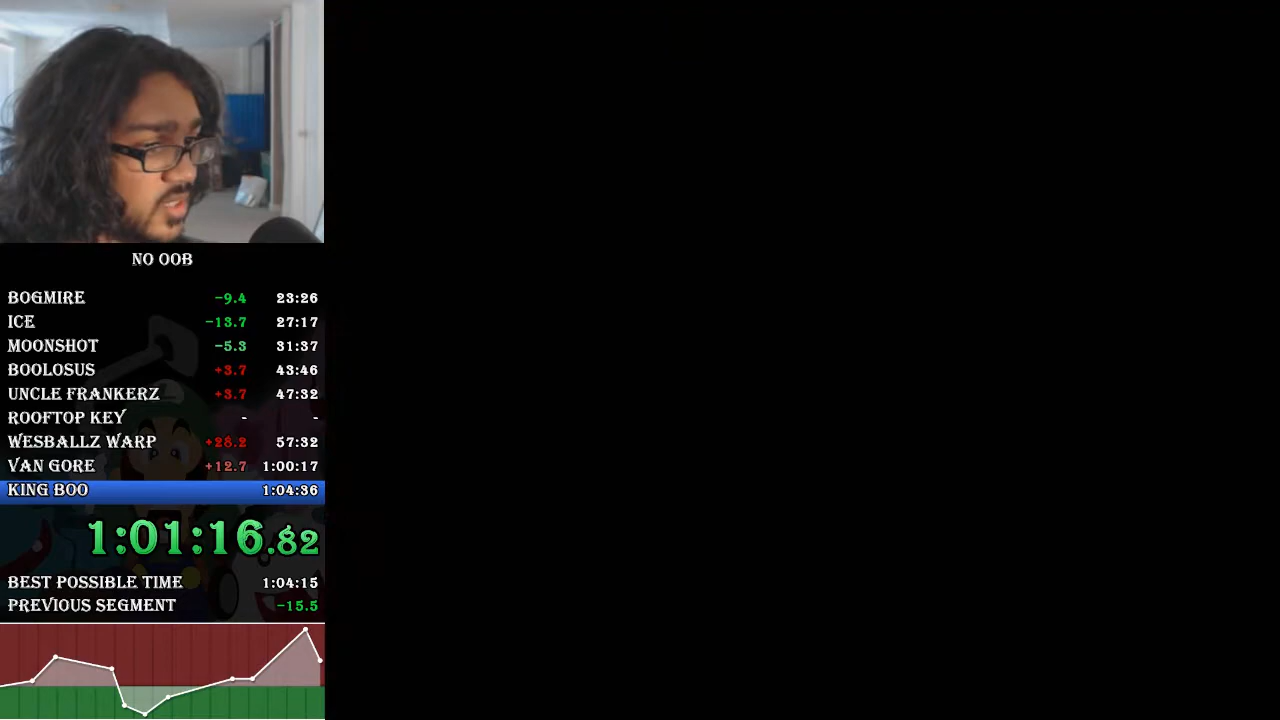 NO OOB
BOGMIRE -9.4 23:26
ICE -13.7 27:17
MOONSHOT -5.3 31:37
BOOLOSUS +3.7 43:46
UNCLE FRANKERZ +3.7 47:32
ROOFTOP KEY - -
WESBALLZ WARP +28.2 57:32
VAN GORE +12.7 1:00:17
KING BOO 1:04:36
1:01:16.82
BEST POSSIBLE TIME 1:04:15
PREVIOUS SEGMENT -15.5